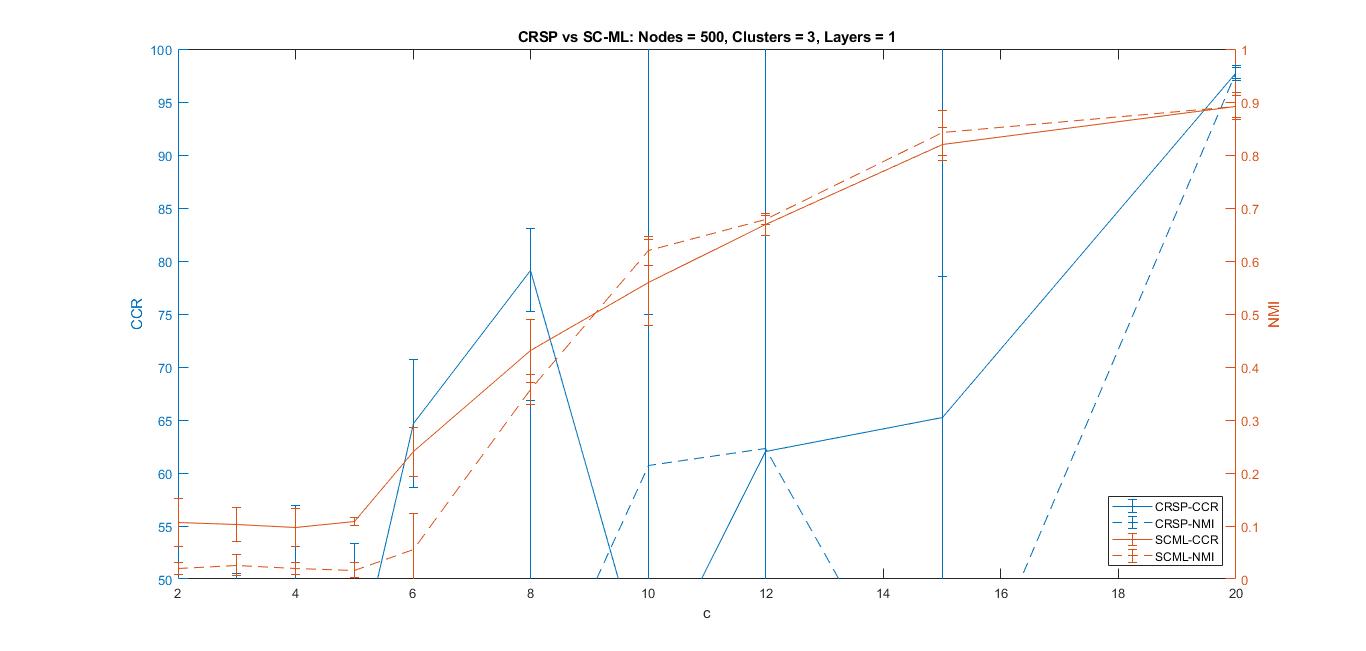 CRSP vs SC-ML: Nodes = 500, Clusters = 3, Layers = 1
100
95
90
85
80
75
70
65
60
55
50
CCR
1
0.9
0.8
0.7
0.6
0.5
0.4
0.3
0.2
0.1
0
NMI
CRSP-CCR
CRSP-NMI
SCML-CCR
SCML-NMI
2 4 6 8 10 12 14 16 18 20
c